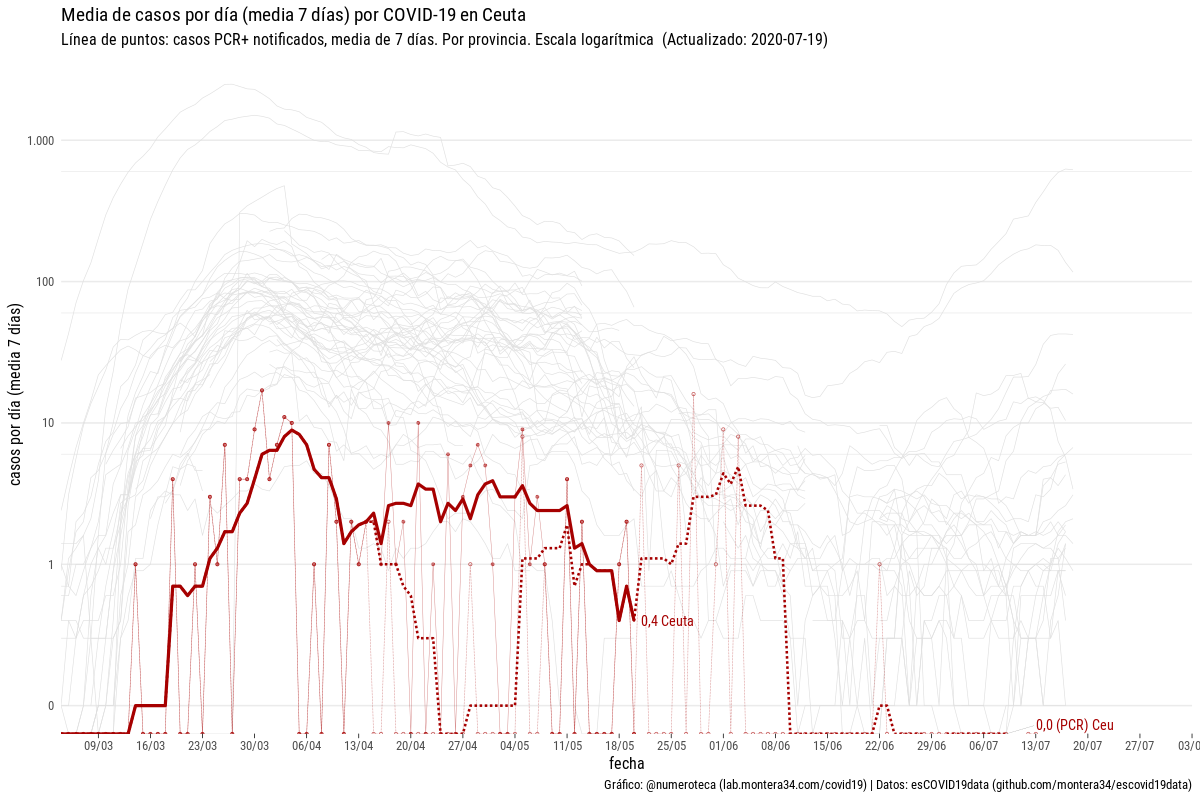 Media de casos por día (media 7 días) por COVID-19 en Ceuta
Línea de puntos: casos PCR+ notificados, media de 7 días. Por provincia. Escala logarítmica  (Actualizado: 2020-07-19)
casos por día (media 7 días)
1.000
100
10
1
0
0,4 Ceuta
0,0 (PCR) Ceu
09/03 16/03 23/03 30/03 06/04 13/04 20/04 27/04 04/05 11/05 18/05 25/05 01/06 08/06 15/06 22/06 29/06 06/07 13/07 20/07 27/07 03/0
fecha
Gráfico: @numeroteca (lab.montera34.com/covid19) | Datos: esCOVID19data (github.com/montera34/escovid19data)